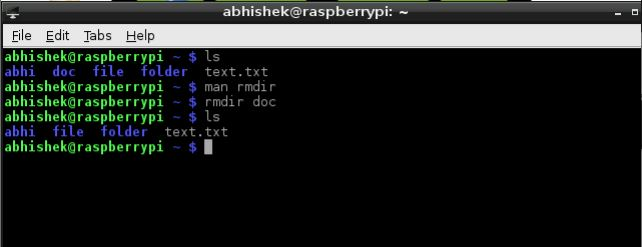 abhishek@raspberrypi: ~
File Edit Tabs Help
abhishek@raspberrypi ~ $ ls
abhi doc file folder text.txt
abhishek@raspberrypi ~ $ man rmdir
abhishek@raspberrypi ~ $ rmdir doc
abhishek@raspberrypi ~ $ ls
abhi file folder text.txt
abhishek@raspberrypi ~ $